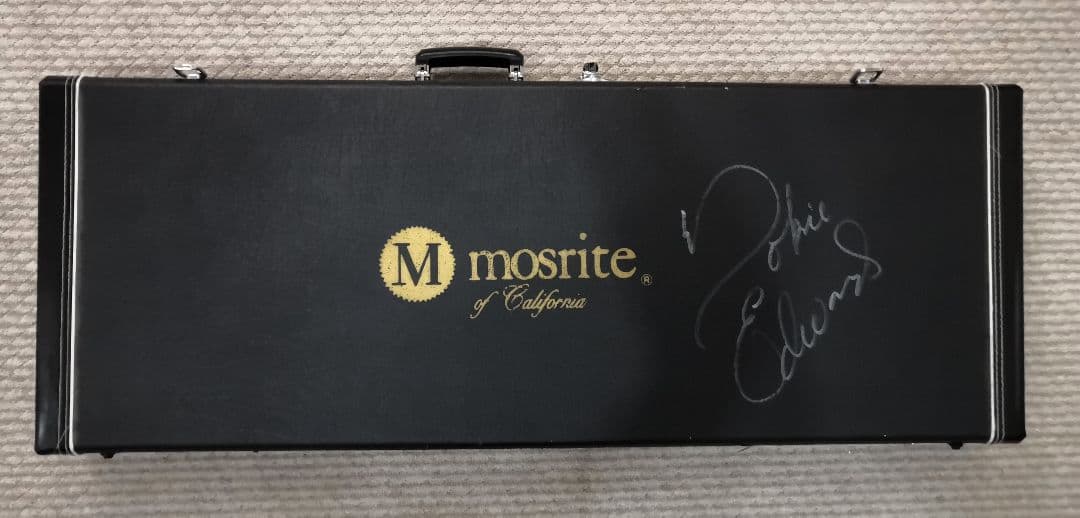 M mosrite ®
of California
Nokie
Edwards